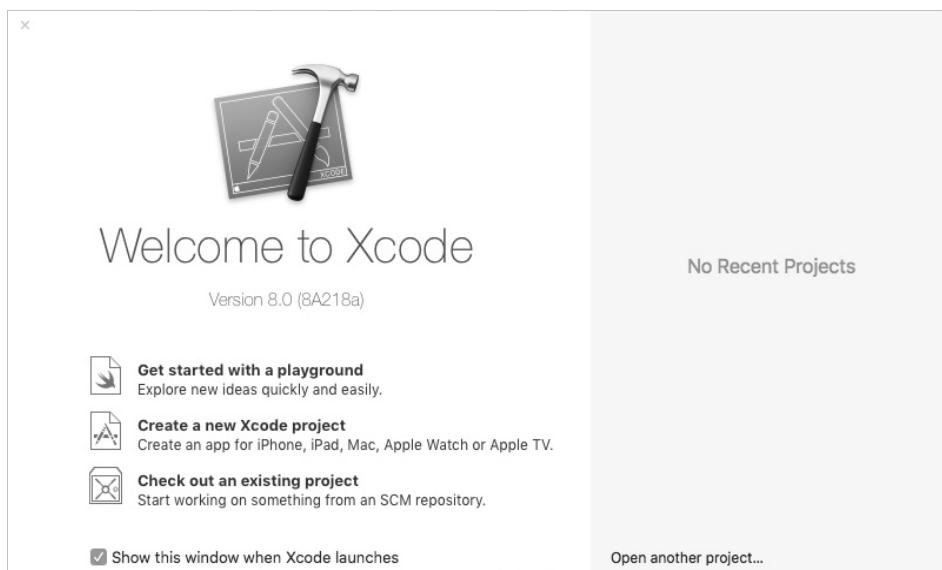 XCODE
Welcome to Xcode
Version 8.0 (8A218a)
No Recent Projects
Get started with a playground
Explore new ideas quickly and easily.
Create a new Xcode project
Create an app for iPhone, iPad, Mac, Apple Watch or Apple TV.
Check out an existing project
Start working on something from an SCM repository.
Show this window when Xcode launches
Open another project...